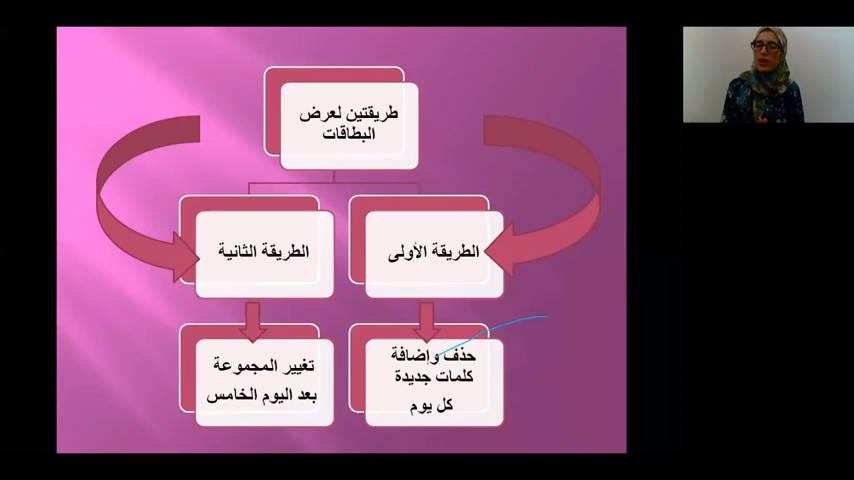 طريقتين لعرض
البطاقات
الطريقة الأولى
الطريقة الثانية
حذف وإضافة
كلمات جديدة
كل يوم
تغيير المجموعة
بعد اليوم الخامس